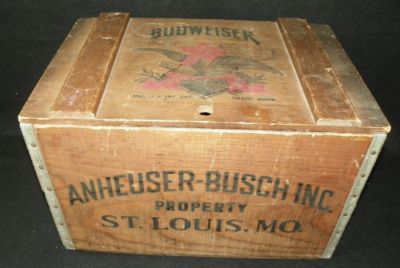 BUDWEISER
TRADE MARK
ANHEUSER-BUSCH INC.
PROPERTY
ST. LOUIS, MO.